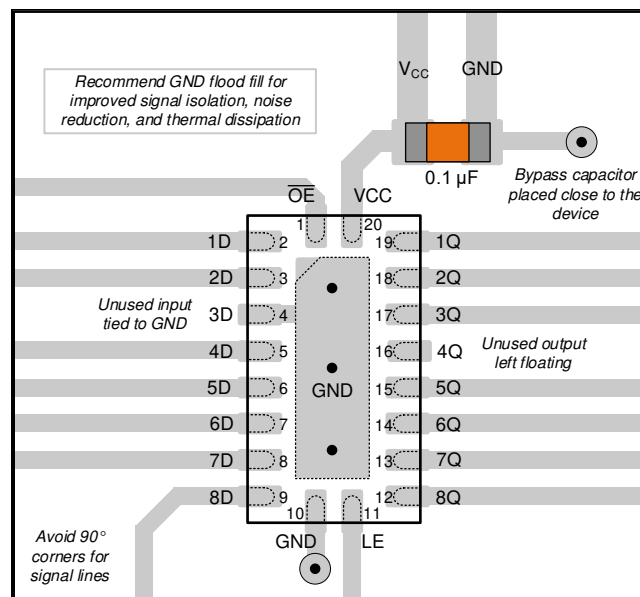 Recommend GND flood fill for
improved signal isolation, noise
reduction, and thermal dissipation
V_CC GND
0.1 μF
Bypass capacitor
placed close to the
device
O̅E̅ VCC
1 20
1D 2 19 1Q
2D 3 18 2Q
Unused input
tied to GND
3D 4 17 3Q
4D 5 16 4Q
Unused output
left floating
GND
5D 6 15 5Q
6D 7 14 6Q
7D 8 13 7Q
8D 9 12 8Q
10 11
GND LE
Avoid 90°
corners for
signal lines